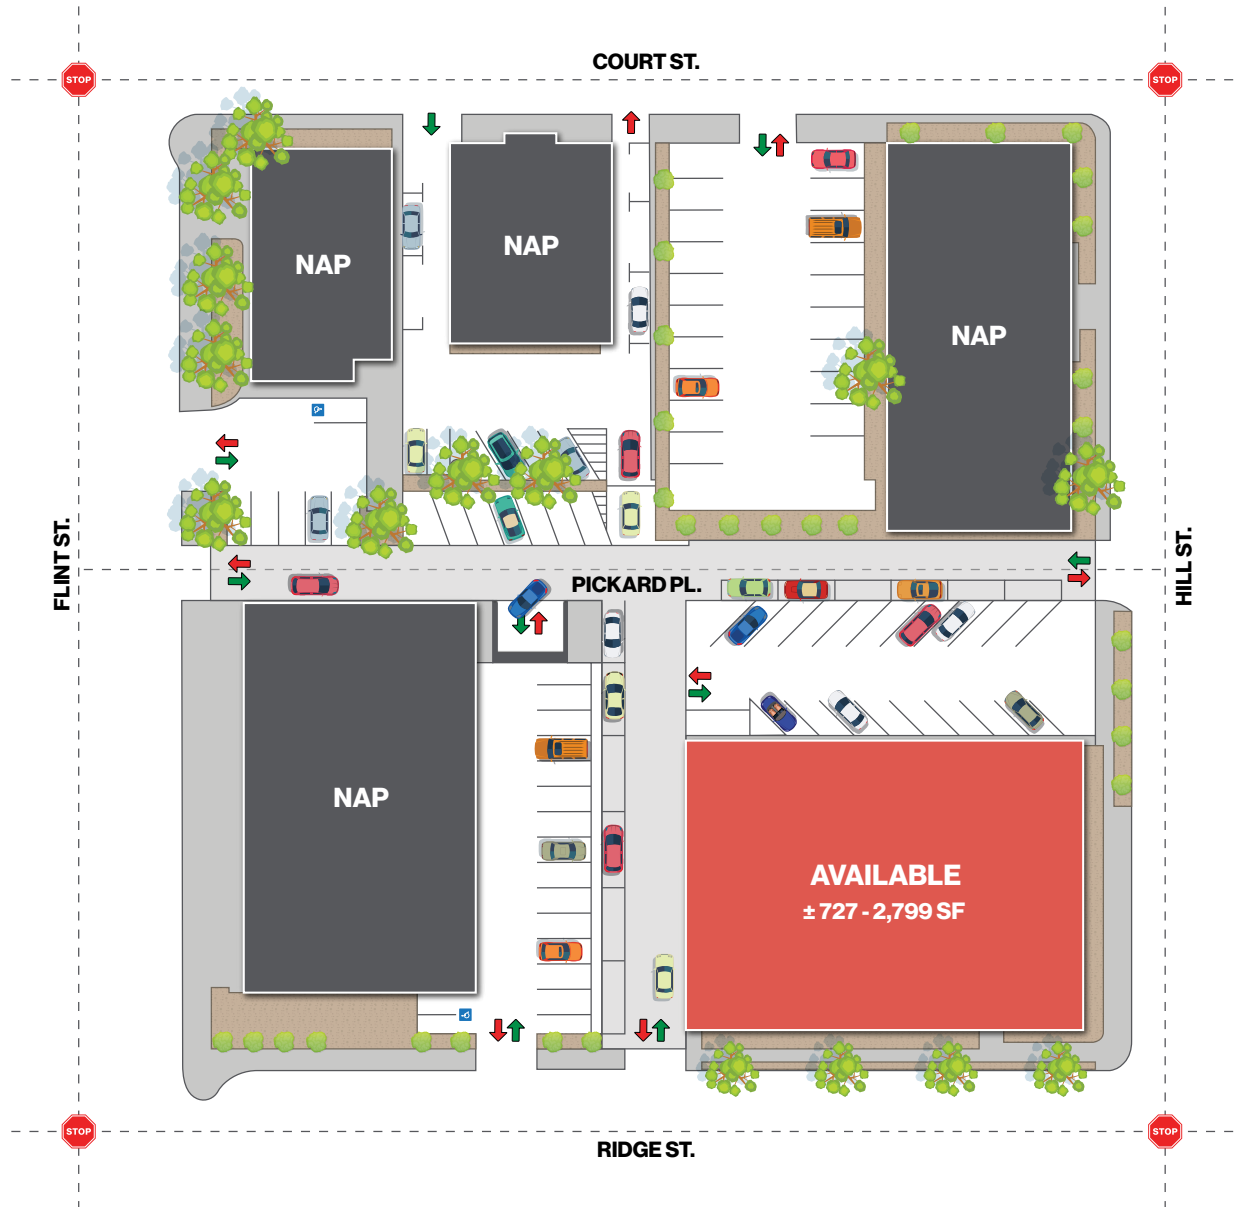 COURT ST.
STOP
STOP
NAP
NAP
NAP
FLINT ST.
PICKARD PL.
HILL ST.
NAP
AVAILABLE
± 727 - 2,799 SF
STOP
STOP
RIDGE ST.